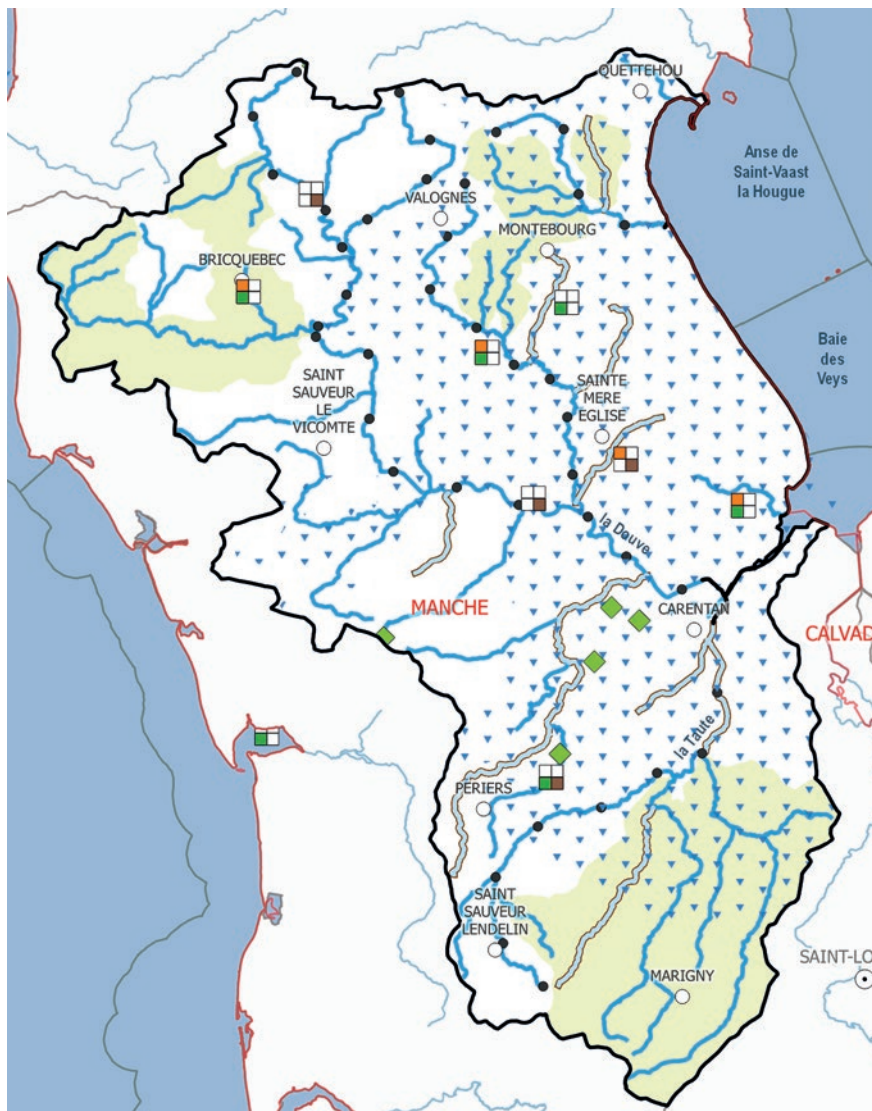 QUETTEHOU
Anse de
Saint-Vaast
la Hougue
VALOGNES
MONTEBOURG
BRICQUEBEC
Baie
des
Veys
SAINT
SAUVEUR
LE
VICOMTE
SAINTE
MERE
EGLISE
la Douve
MANCHE
CARENTAN
CALVAD
la Taute
PERIERS
SAINT
SAUVEUR
LENDELIN
MARIGNY
SAINT-LO